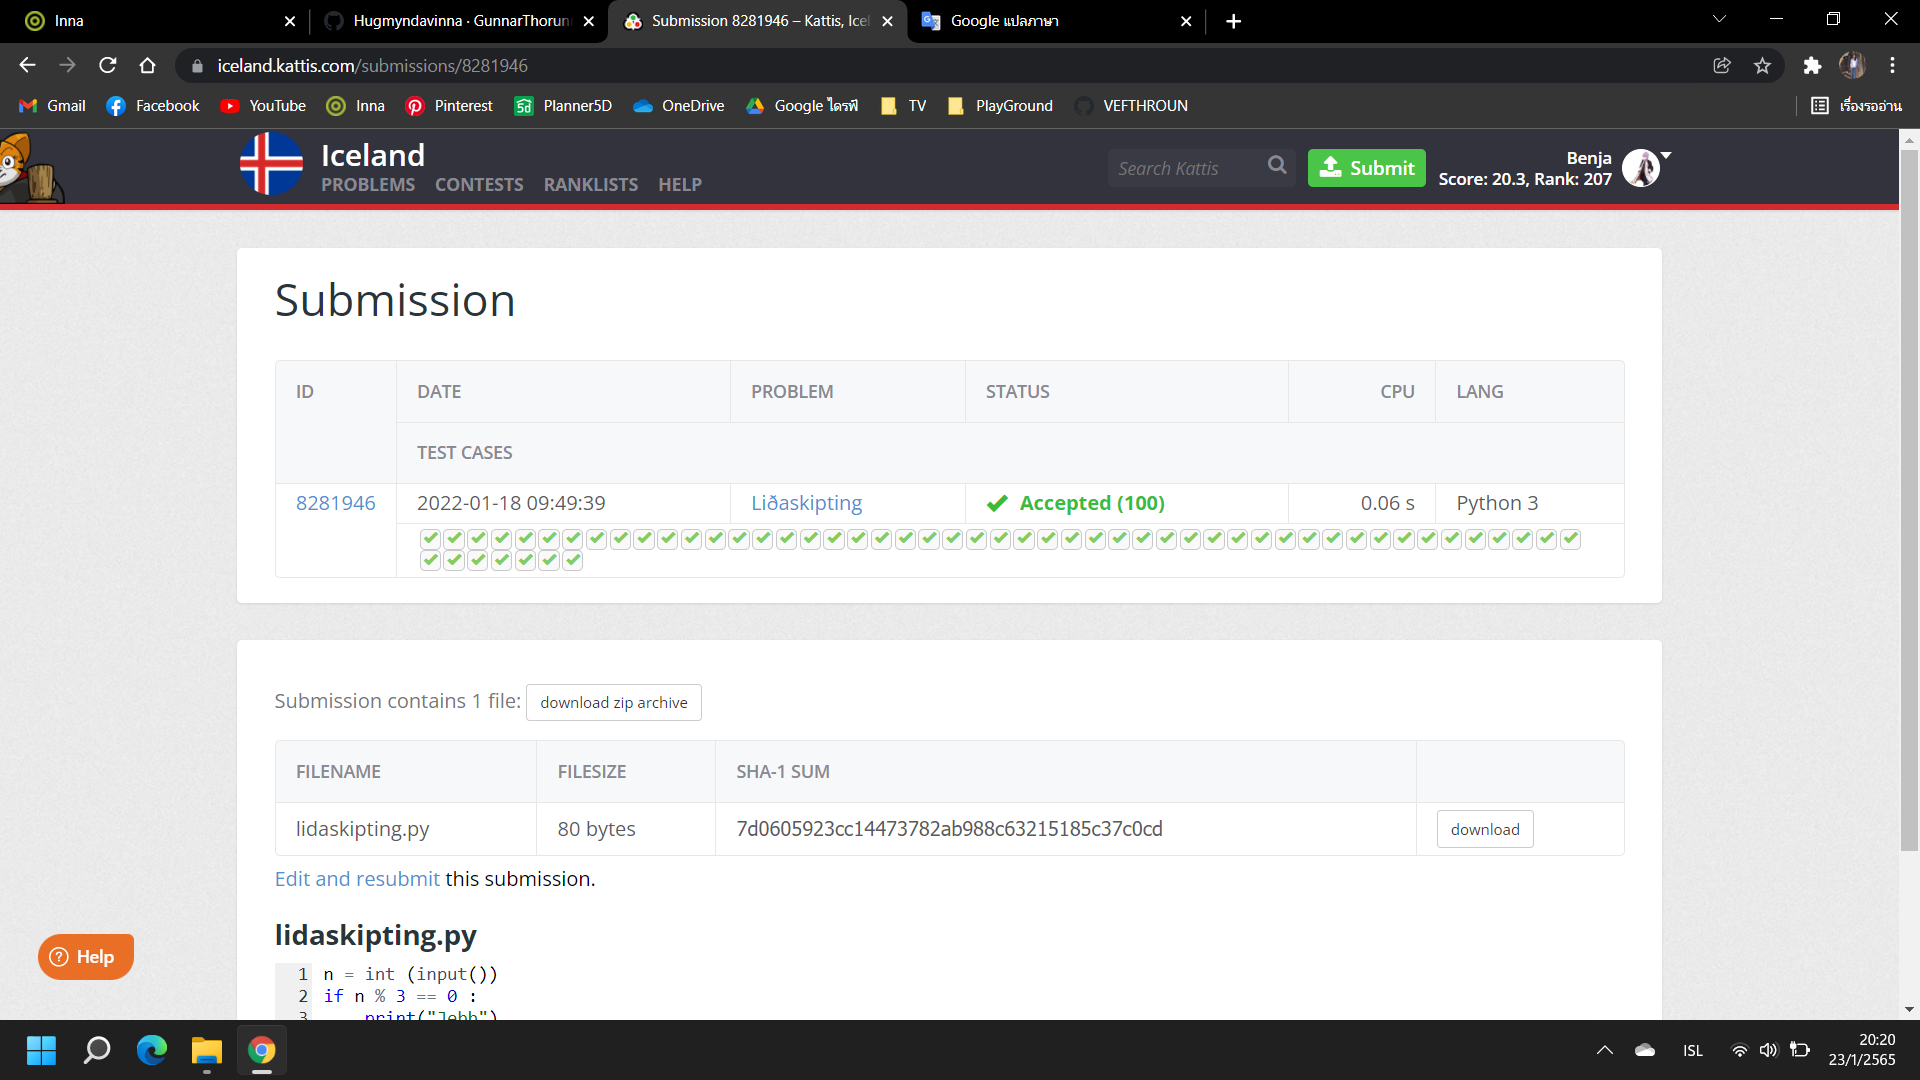 Inna
Hugmyndavinna · GunnarThorun
Submission 8281946 – Kattis, Icel
Google แปลภาษา
iceland.kattis.com/submissions/8281946
Gmail
Facebook
YouTube
Inna
Pinterest
Planner5D
OneDrive
Google ไดรฟ์
TV
PlayGround
VEFTHROUN
เรื่องรออ่าน
Iceland
PROBLEMS CONTESTS RANKLISTS HELP
Search Kattis
Submit
Benja
Score: 20.3, Rank: 207
Submission
ID DATE PROBLEM STATUS CPU LANG
TEST CASES
8281946 2022-01-18 09:49:39 Liðaskipting Accepted (100) 0.06 s Python 3
Submission contains 1 file: download zip archive
FILENAME FILESIZE SHA-1 SUM
lidaskipting.py 80 bytes 7d0605923cc14473782ab988c63215185c37c0cd download
Edit and resubmit this submission.
lidaskipting.py
1 n = int (input())
2 if n % 3 == 0 :
3 print("Jebb")
Help
ISL
20:20
23/1/2565